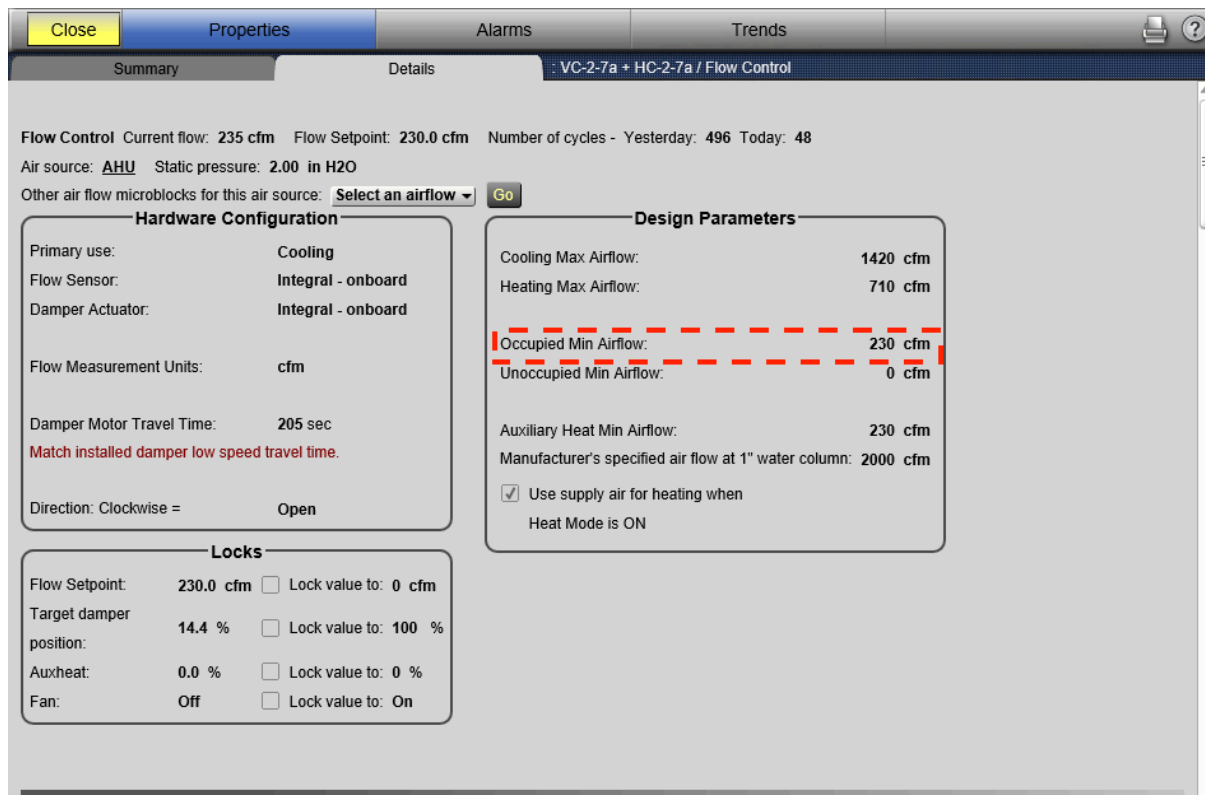 Close Properties Alarms Trends
Summary Details : VC-2-7a + HC-2-7a / Flow Control
Flow Control Current flow: 235 cfm Flow Setpoint: 230.0 cfm Number of cycles - Yesterday: 496 Today: 48
Air source: AHU Static pressure: 2.00 in H2O
Other air flow microblocks for this air source: Select an airflow Go
Hardware Configuration
Primary use: Cooling
Flow Sensor: Integral - onboard
Damper Actuator: Integral - onboard
Flow Measurement Units: cfm
Damper Motor Travel Time: 205 sec
Match installed damper low speed travel time.
Direction: Clockwise = Open
Design Parameters
Cooling Max Airflow: 1420 cfm
Heating Max Airflow: 710 cfm
Occupied Min Airflow: 230 cfm
Unoccupied Min Airflow: 0 cfm
Auxiliary Heat Min Airflow: 230 cfm
Manufacturer's specified air flow at 1" water column: 2000 cfm
Use supply air for heating when
Heat Mode is ON
Locks
Flow Setpoint: 230.0 cfm Lock value to: 0 cfm
Target damper
position: 14.4 % Lock value to: 100 %
Auxheat: 0.0 % Lock value to: 0 %
Fan: Off Lock value to: On